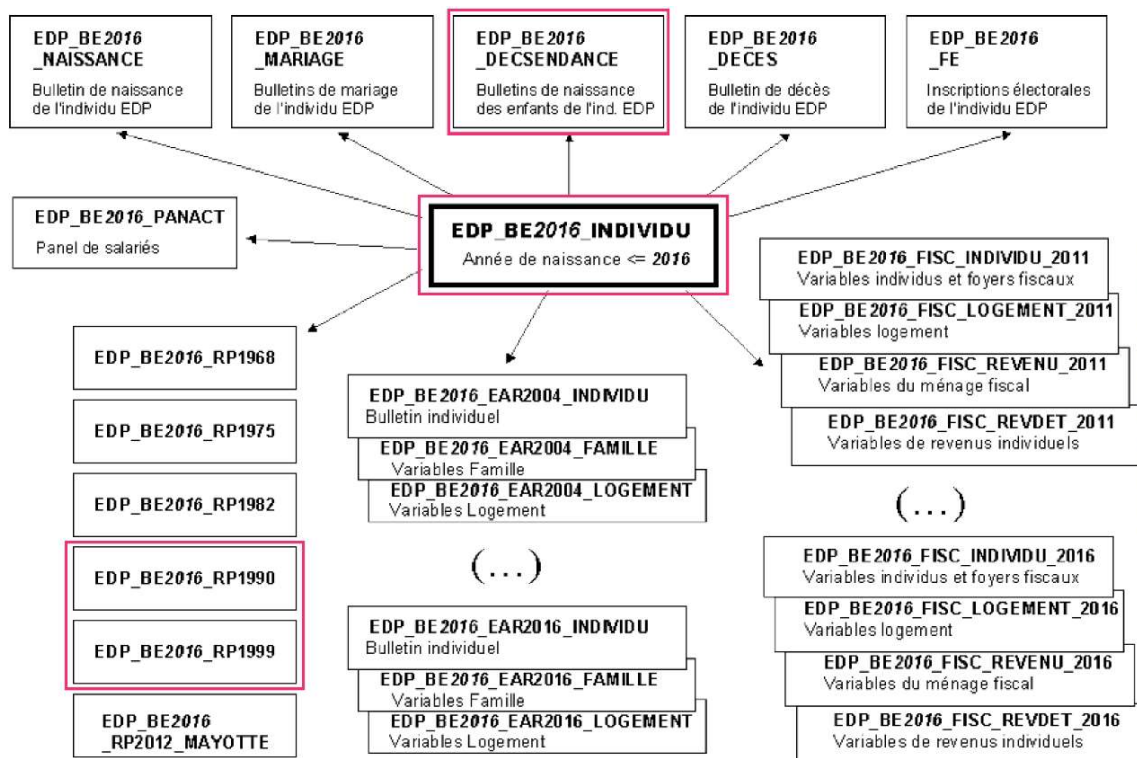 EDP_BE2016
_NAISSANCE
Bulletin de naissance
de l'individu EDP
EDP_BE2016
_MARIAGE
Bulletins de mariage
de l'individu EDP
EDP_BE2016
_DECSENDANCE
Bulletins de naissance
des enfants de l'ind. EDP
EDP_BE2016
_DECES
Bulletin de décès
de l'individu EDP
EDP_BE2016
_FE
Inscriptions électorales
de l'individu EDP
EDP_BE2016_PANACT
Panel de salariés
EDP_BE2016_INDIVIDU
Année de naissance <= 2016
EDP_BE2016_RP1968
EDP_BE2016_RP1975
EDP_BE2016_RP1982
EDP_BE2016_RP1990
EDP_BE2016_RP1999
EDP_BE2016
_RP2012_MAYOTTE
EDP_BE2016_EAR2004_INDIVIDU
Bulletin individuel
EDP_BE2016_EAR2004_FAMILLE
Variables Famille
EDP_BE2016_EAR2004_LOGEMENT
Variables Logement
(...)
EDP_BE2016_EAR2016_INDIVIDU
Bulletin individuel
EDP_BE2016_EAR2016_FAMILLE
Variables Famille
EDP_BE2016_EAR2016_LOGEMENT
Variables Logement
EDP_BE2016_FISC_INDIVIDU_2011
Variables individus et foyers fiscaux
EDP_BE2016_FISC_LOGEMENT_2011
Variables logement
EDP_BE2016_FISC_REVENU_2011
Variables du ménage fiscal
EDP_BE2016_FISC_REVDET_2011
Variables de revenus individuels
(...)
EDP_BE2016_FISC_INDIVIDU_2016
Variables individus et foyers fiscaux
EDP_BE2016_FISC_LOGEMENT_2016
Variables logement
EDP_BE2016_FISC_REVENU_2016
Variables du ménage fiscal
EDP_BE2016_FISC_REVDET_2016
Variables de revenus individuels